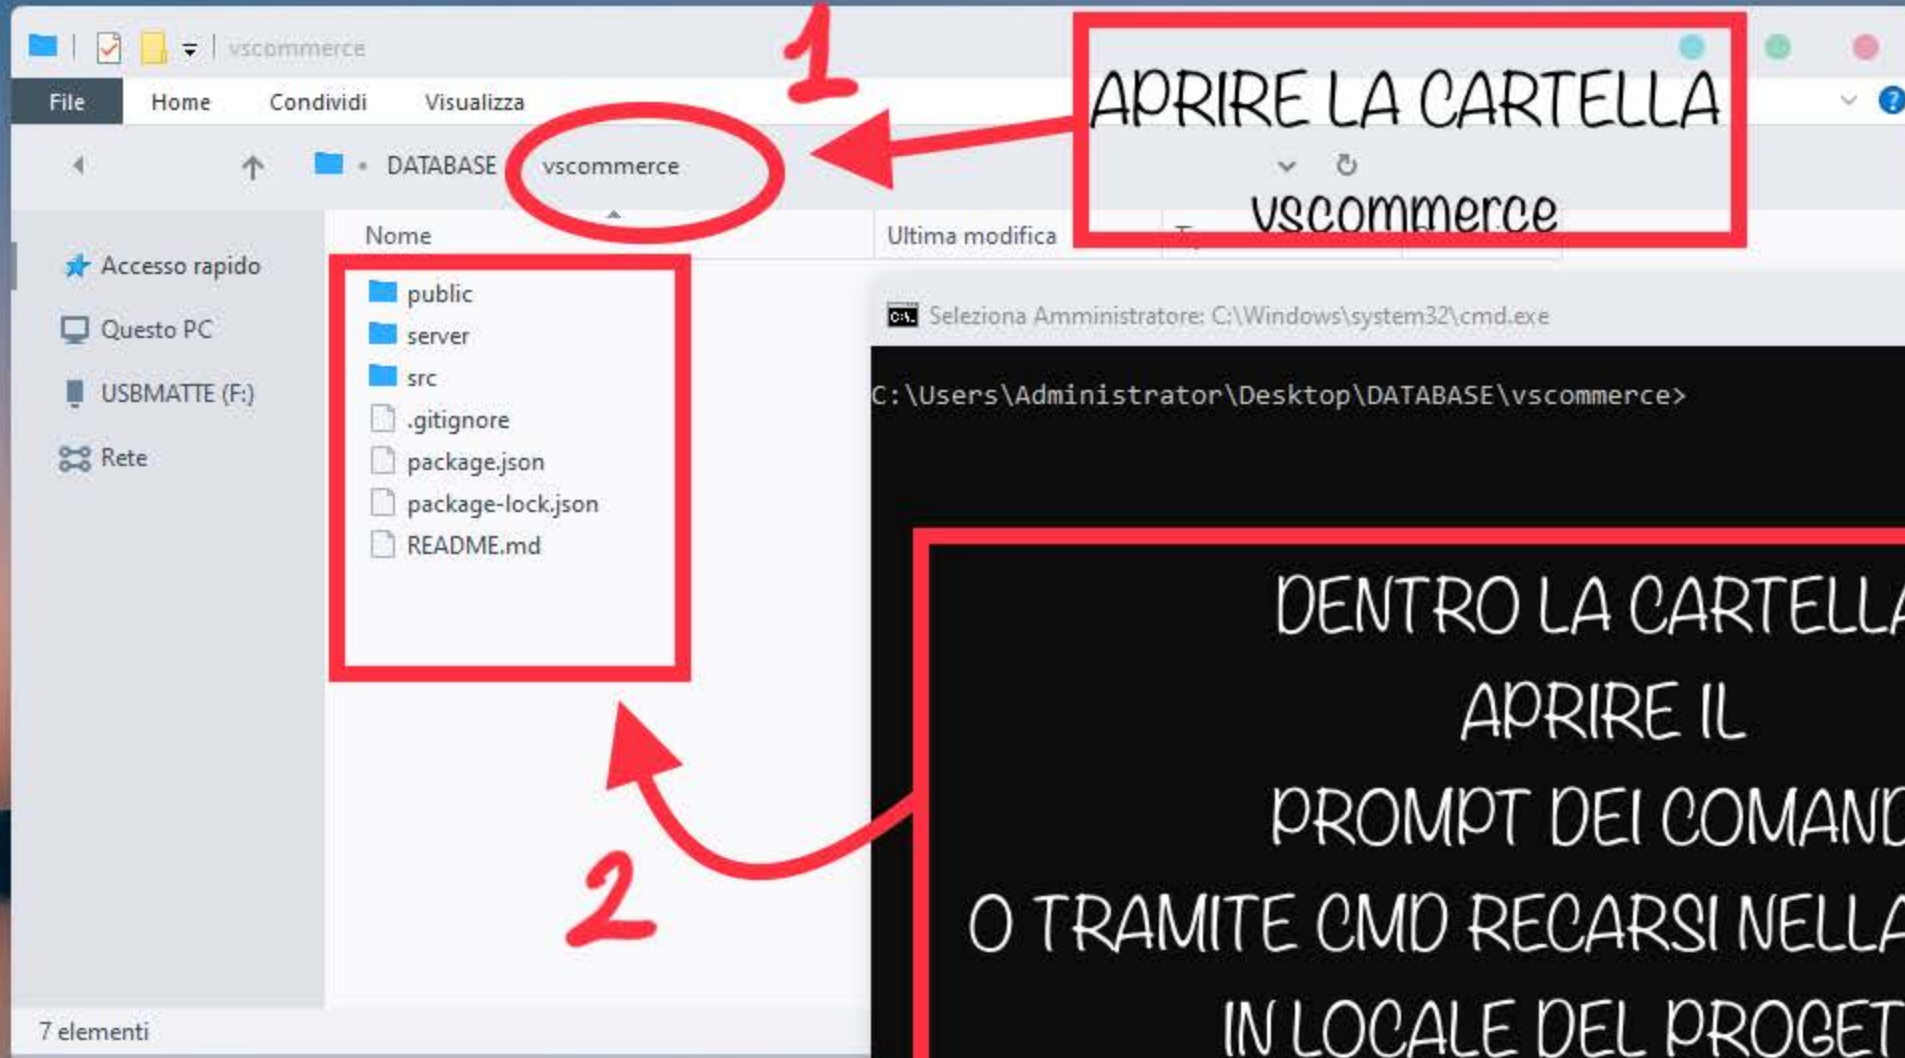 vscommerce
1
APRIRE LA CARTELLA
vscommerce
File Home Condividi Visualizza
DATABASE vscommerce
Nome Ultima modifica
Accesso rapido
Questo PC
USBMATTE (F:)
Rete
public
server
src
.gitignore
package.json
package-lock.json
README.md
Seleziona Amministratore: C:\Windows\system32\cmd.exe
C:\Users\Administrator\Desktop\DATABASE\vscommerce>
2
DENTRO LA CARTELLA
APRIRE IL
PROMPT DEI COMAND
O TRAMITE CMD RECARSI NELLA
IN LOCALE DEL PROGET
7 elementi